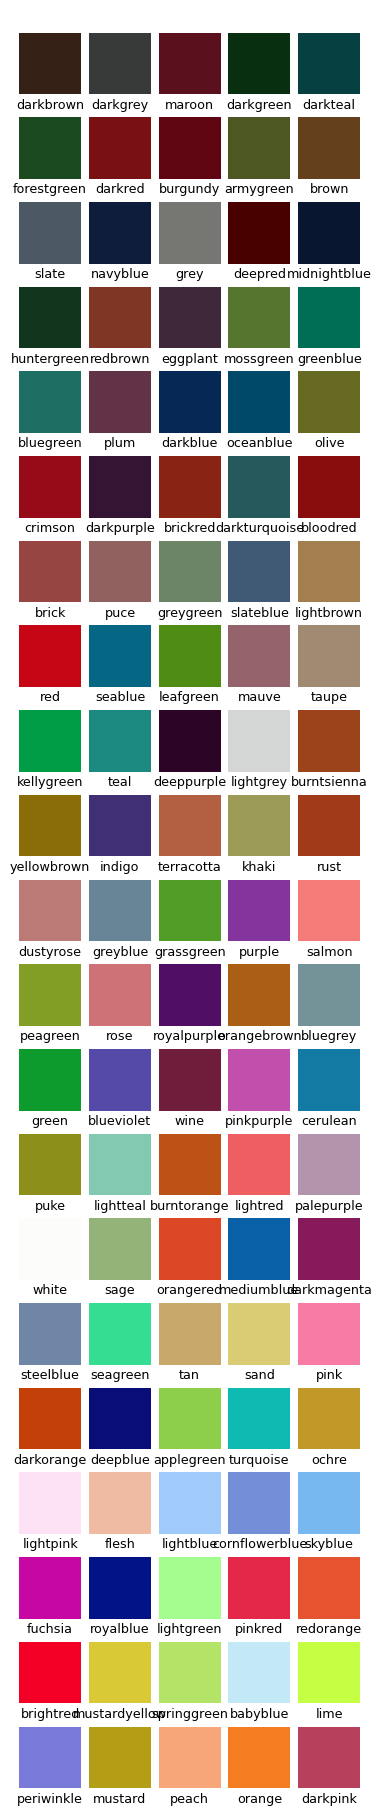 darkbrown darkgrey maroon darkgreen darkteal
forestgreen darkred burgundy armygreen brown
slate navyblue grey deepred midnightblue
huntergreen redbrown eggplant mossgreen greenblue
bluegreen plum darkblue oceanblue olive
crimson darkpurple brickred darkturquoise bloodred
brick puce greygreen slateblue lightbrown
red seablue leafgreen mauve taupe
kellygreen teal deeppurple lightgrey burntsienna
yellowbrown indigo terracotta khaki rust
dustyrose greyblue grassgreen purple salmon
peagreen rose royalpurple orangebrown bluegrey
green blueviolet wine pinkpurple cerulean
puke lightteal burntorange lightred palepurple
white sage orangered mediumblue darkmagenta
steelblue seagreen tan sand pink
darkorange deepblue applegreen turquoise ochre
lightpink flesh lightblue cornflowerblue skyblue
fuchsia royalblue lightgreen pinkred redorange
brightred mustardyellow springgreen babyblue lime
periwinkle mustard peach orange darkpink